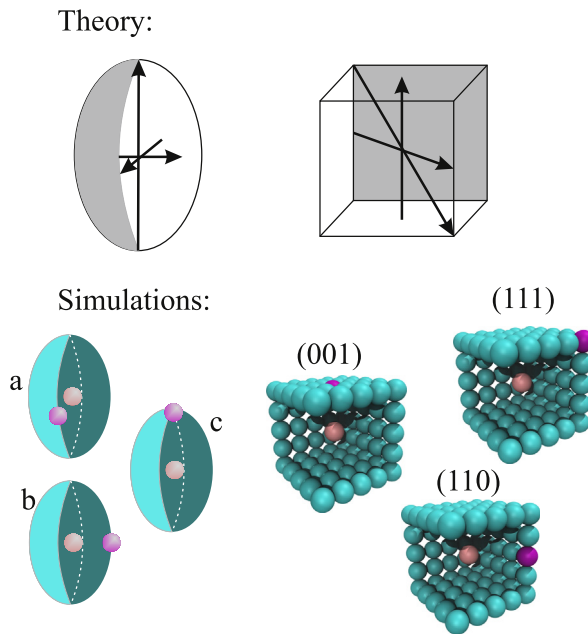 Theory:
Simulations:
a
b
c
(001)
(111)
(110)